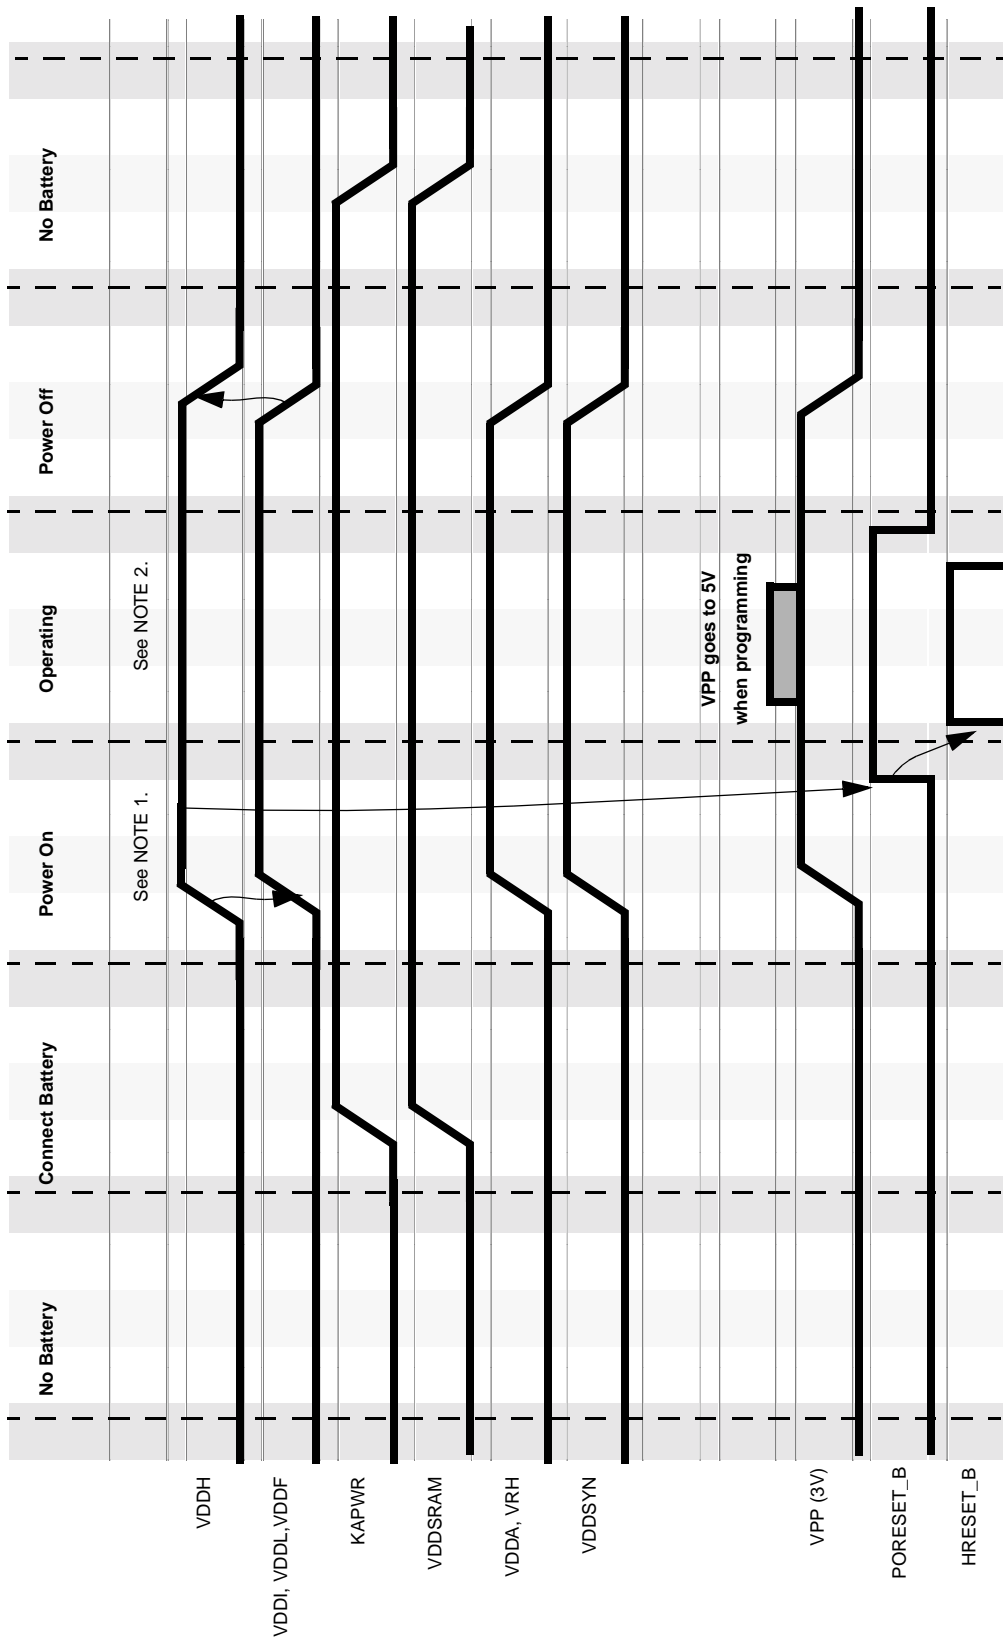 No Battery
Connect Battery
Power On
Operating
Power Off
No Battery
See NOTE 1.
See NOTE 2.
VDDH
VDDI, VDDL,VDDF
KAPWR
VDDSRAM
VDDA, VRH
VDDSYN
VPP goes to 5V
when programming
VPP (3V)
PORESET_B
HRESET_B